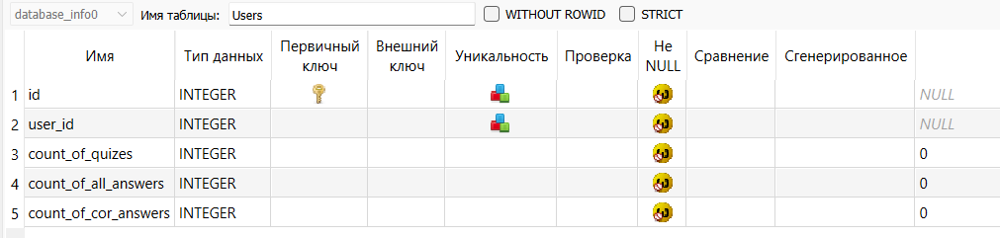 database_info0 Имя таблицы: Users WITHOUT ROWID STRICT
Имя Тип данных Первичный ключ Внешний ключ Уникальность Проверка Не NULL Сравнение Сгенерированное
1 id INTEGER NULL
2 user_id INTEGER NULL
3 count_of_quizes INTEGER 0
4 count_of_all_answers INTEGER 0
5 count_of_cor_answers INTEGER 0